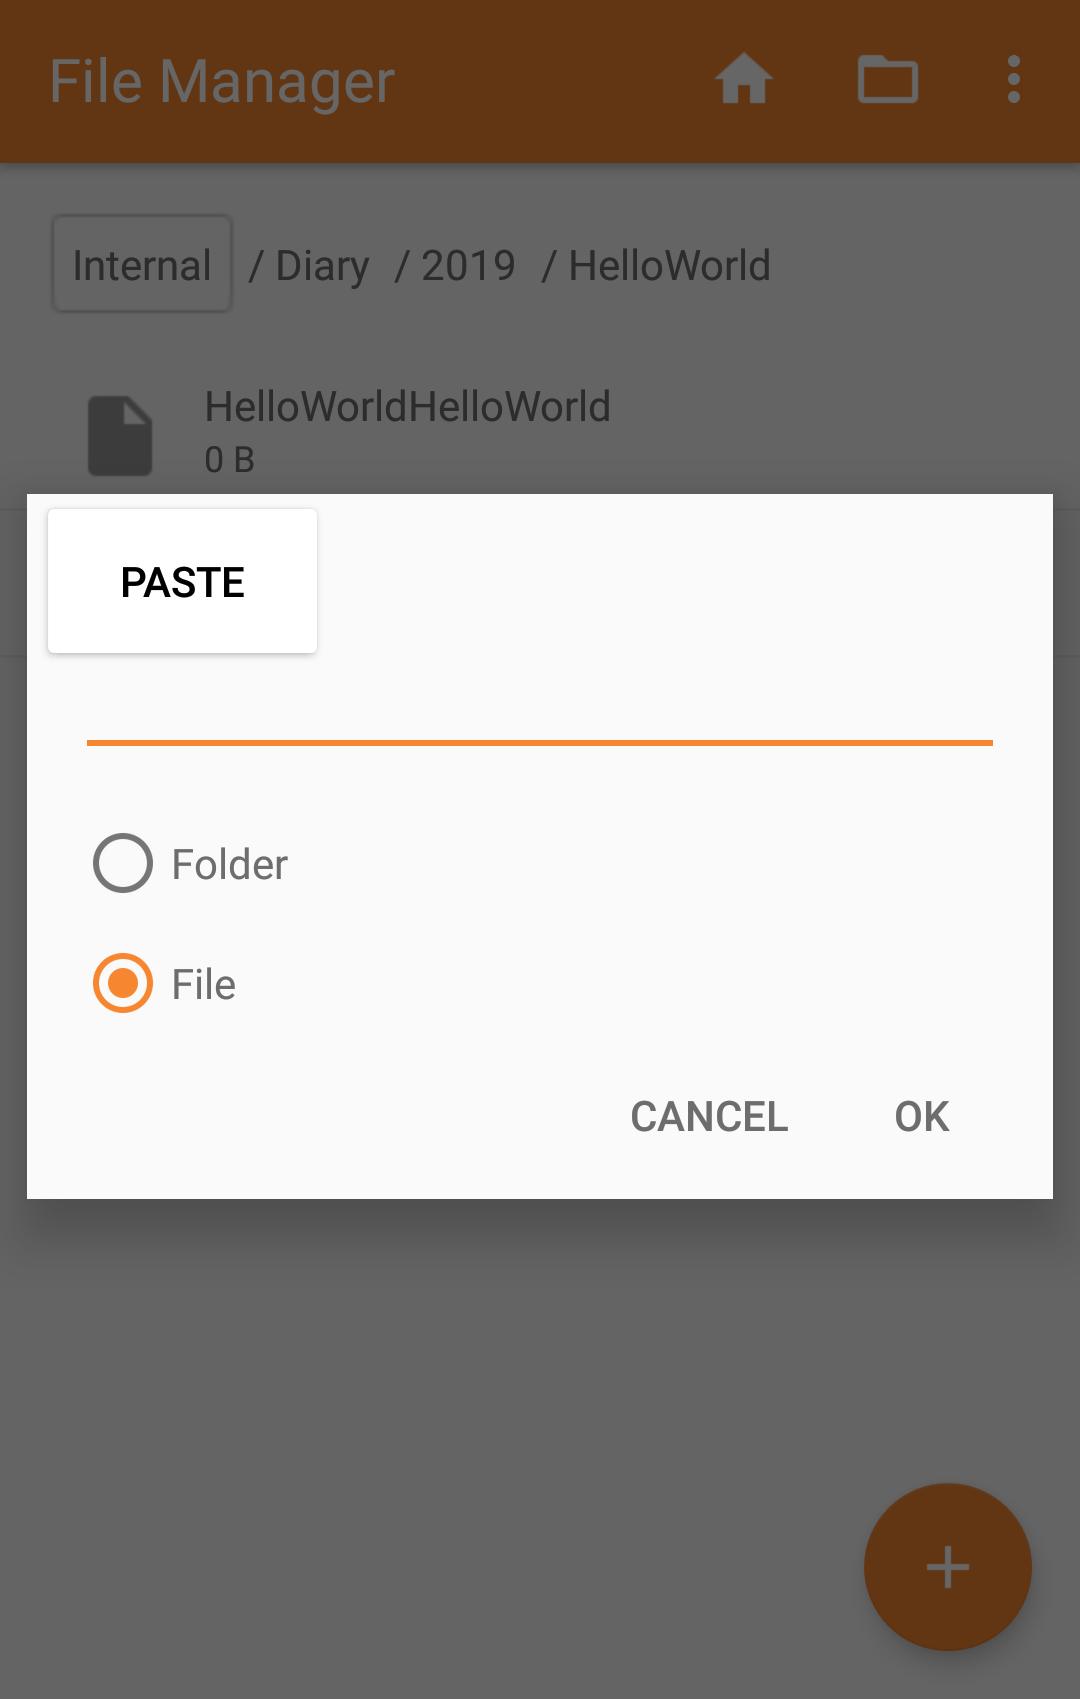 File Manager
Internal / Diary / 2019 / HelloWorld
HelloWorldHelloWorld
0 B
PASTE
Folder
File
CANCEL OK